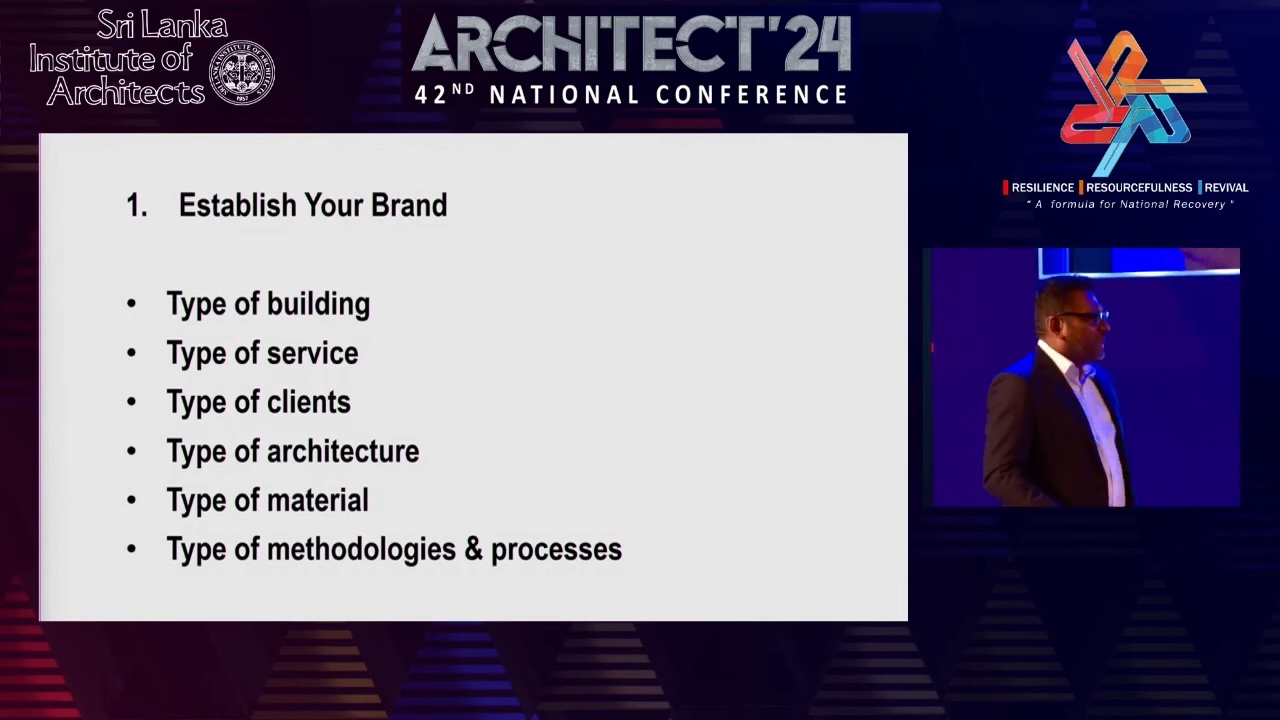 Sri Lanka
Institute of
Architects
1957
ARCHITECT'24
42ND NATIONAL CONFERENCE
RESILIENCE RESOURCEFULNESS REVIVAL
" A formula for National Recovery "
1. Establish Your Brand
• Type of building
• Type of service
• Type of clients
• Type of architecture
• Type of material
• Type of methodologies & processes